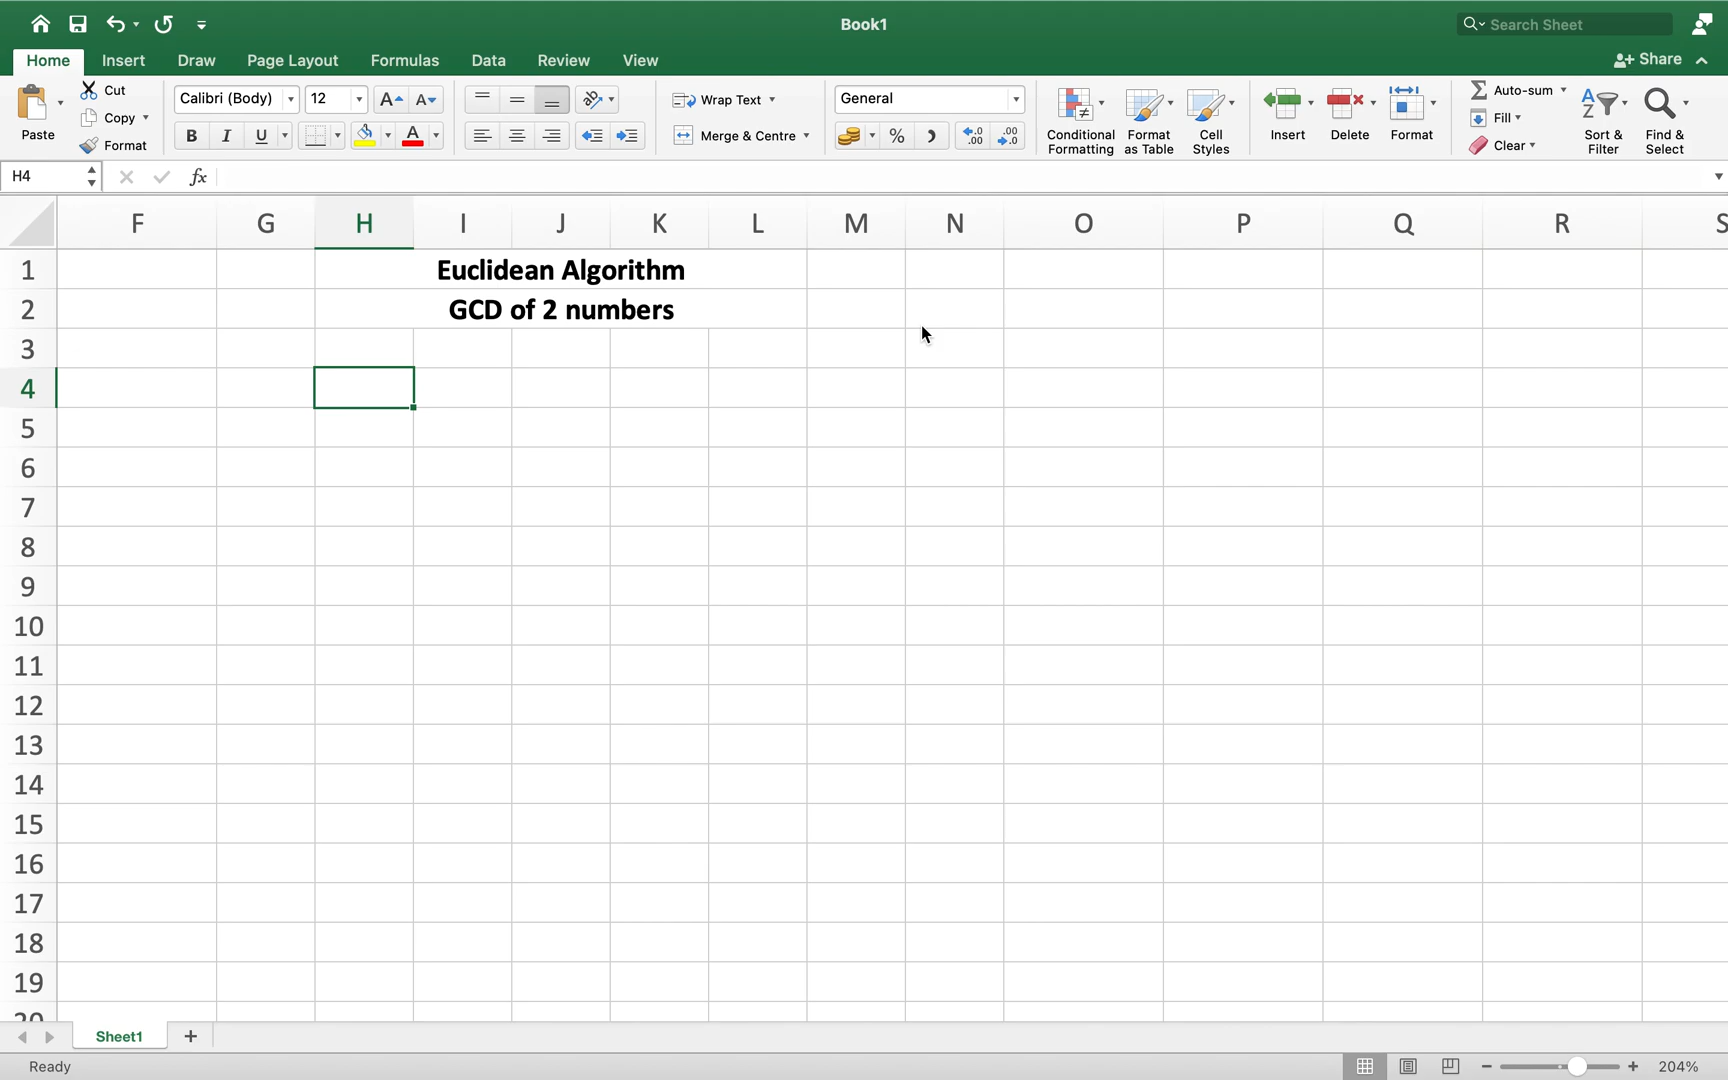 Book1
Search Sheet
Home Insert Draw Page Layout Formulas Data Review View
Share
Paste
Cut
Copy
Format
Calibri (Body) 12
B I U
A
Wrap Text
Merge & Centre
General
%
Conditional Formatting
Format as Table
Cell Styles
Insert
Delete
Format
Auto-sum
Fill
Clear
Sort & Filter
Find & Select
H4
fx
F G H I J K L M N O P Q R S
1 Euclidean Algorithm
2 GCD of 2 numbers
3
4
5
6
7
8
9
10
11
12
13
14
15
16
17
18
19
20
Sheet1
Ready
204%